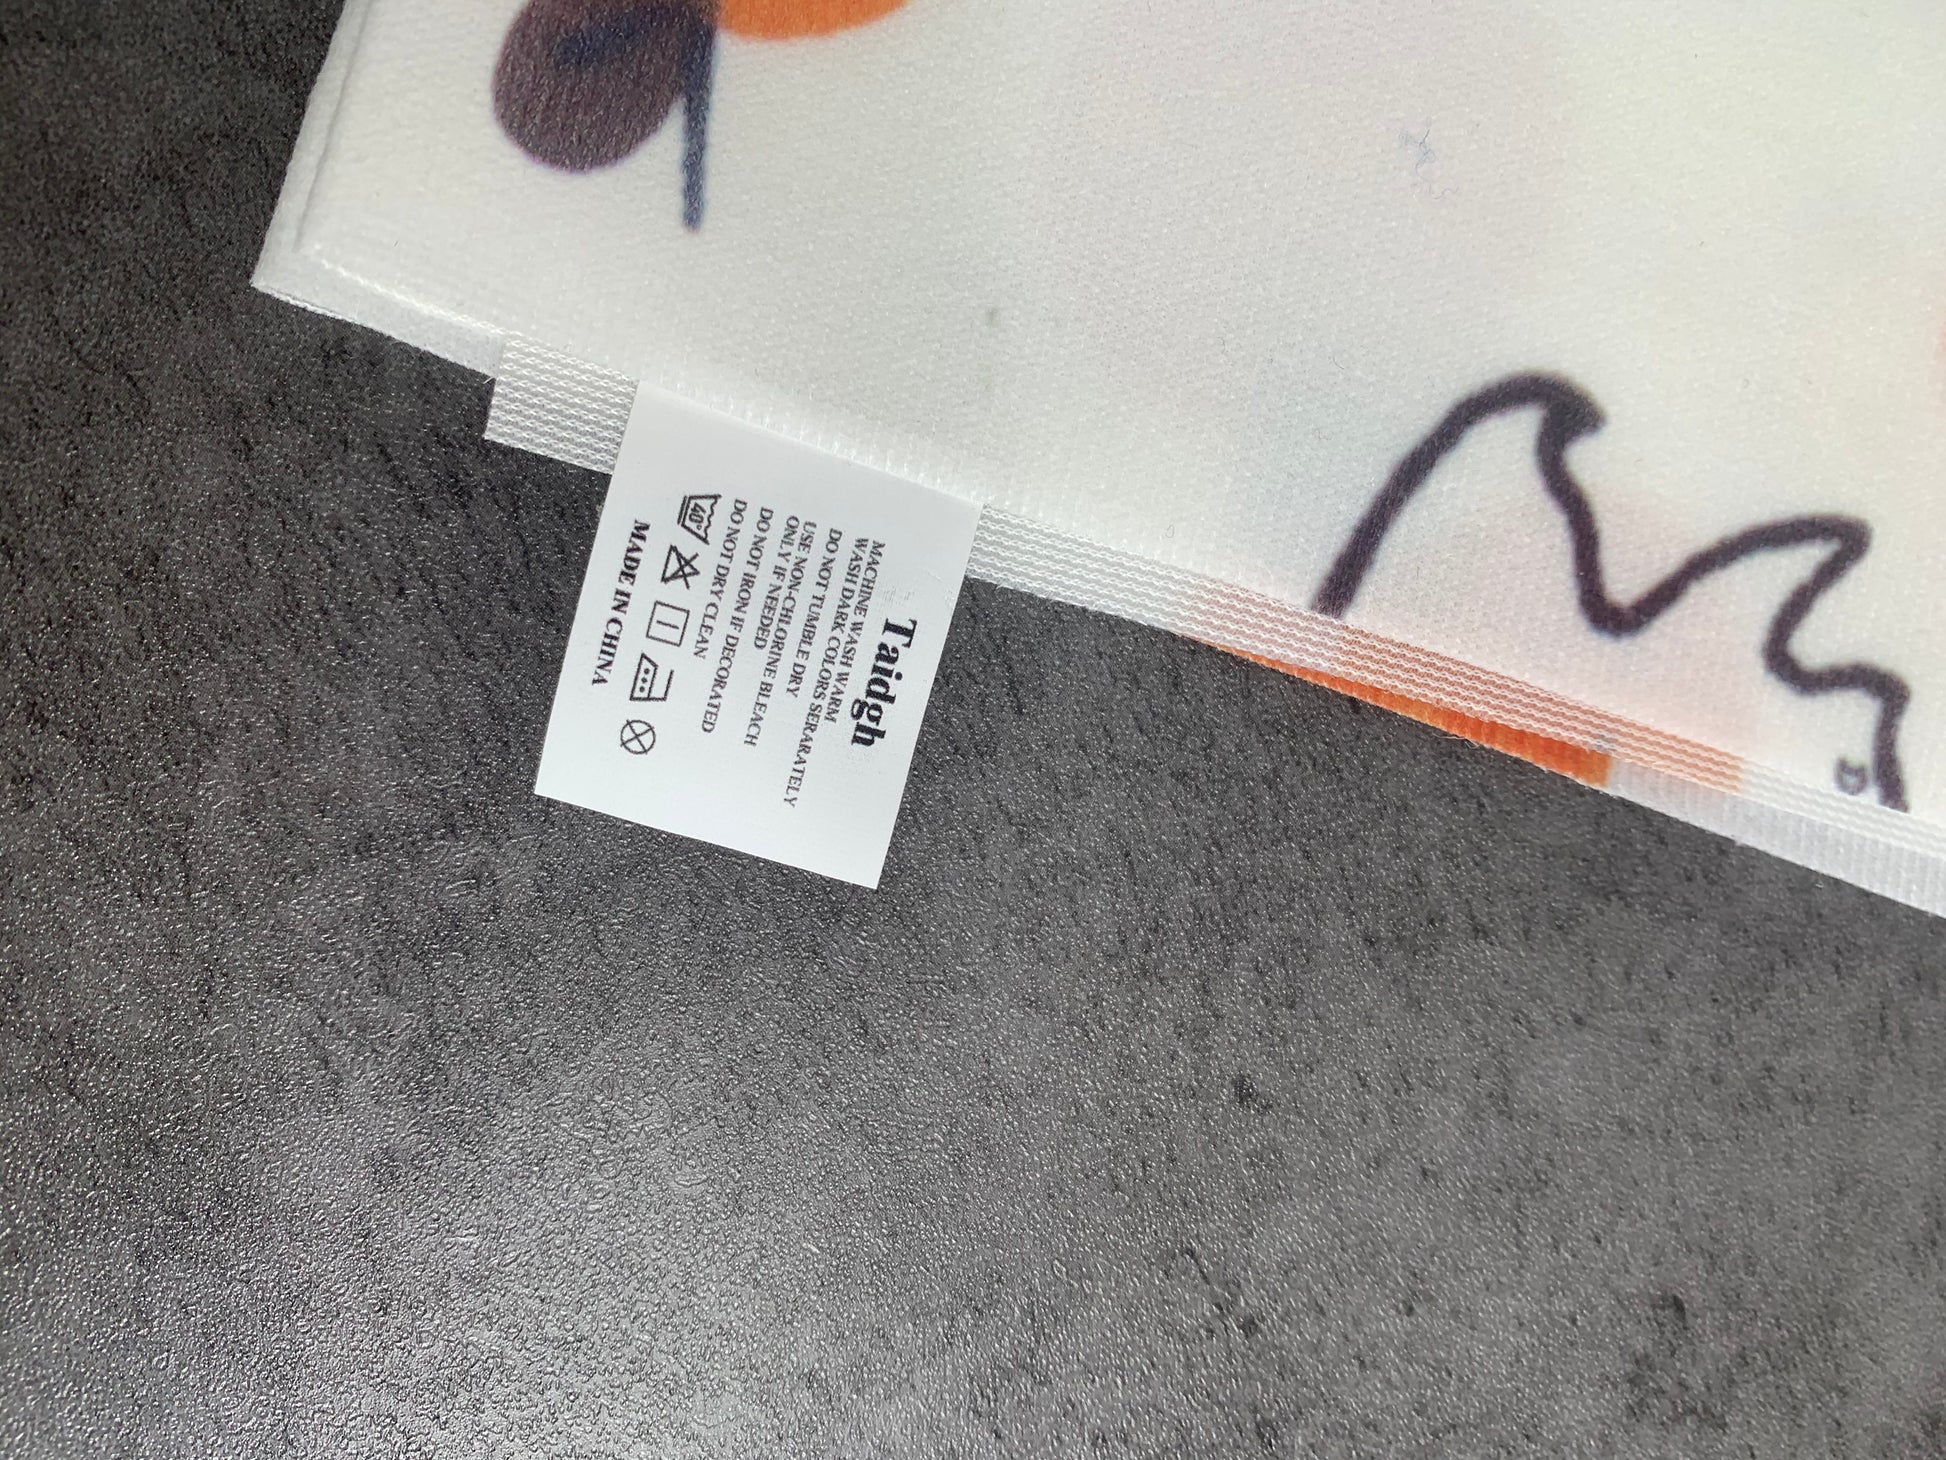 Taidgh
MACHINE WASH WARM
WASH DARK COLORS SERARATELY
DO NOT TUMBLE DRY
USE NON-CHLORINE BLEACH
ONLY IF NEEDED
DO NOT IRON IF DECORATED
DO NOT DRY CLEAN
40°
MADE IN CHINA